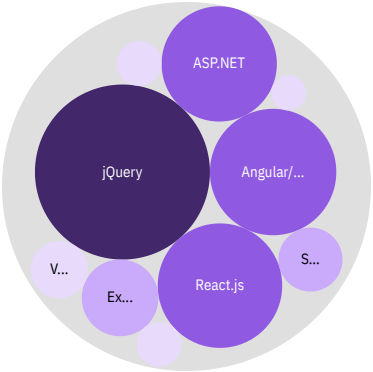 ASP.NET
jQuery
Angular/...
V...
Ex...
React.js
S...